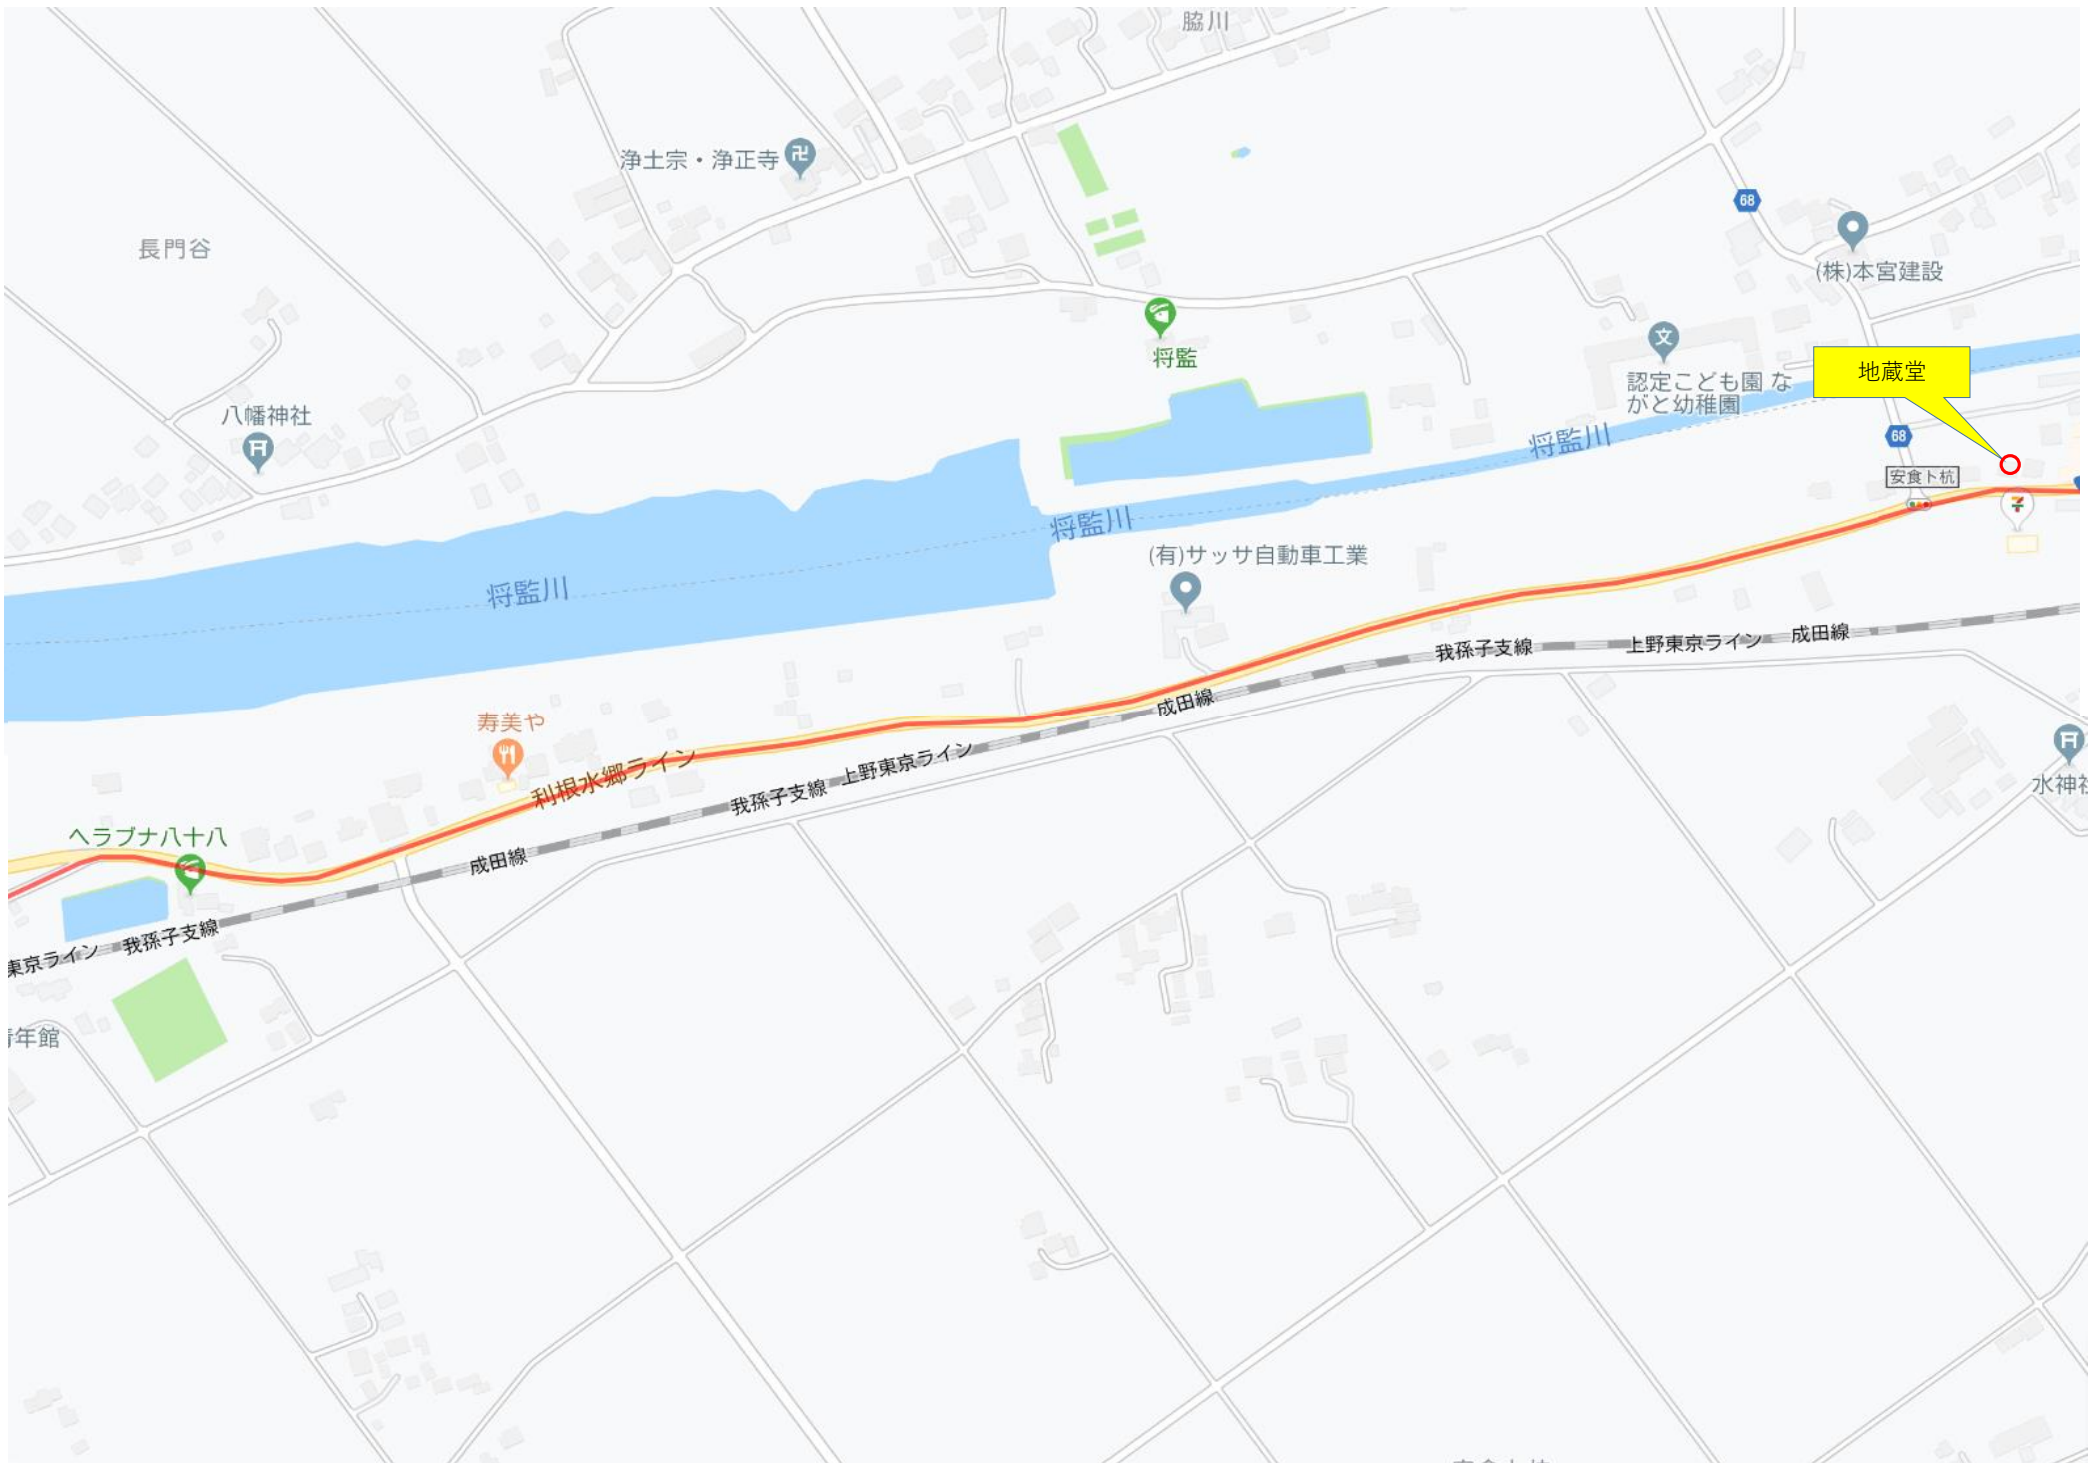 脇川
浄土宗・浄正寺
68
長門谷
(株)本宮建設
将監
地蔵堂
認定こども園 な
がと幼稚園
八幡神社
将監川
68
安食卜杭
将監川
(有)サッサ自動車工業
将監川
上野東京ライン
成田線
我孫子支線
成田線
寿美や
利根水郷ライン
上野東京ライン
我孫子支線
水神社
ヘラブナ八十八
成田線
我孫子支線
東京ライン
年館